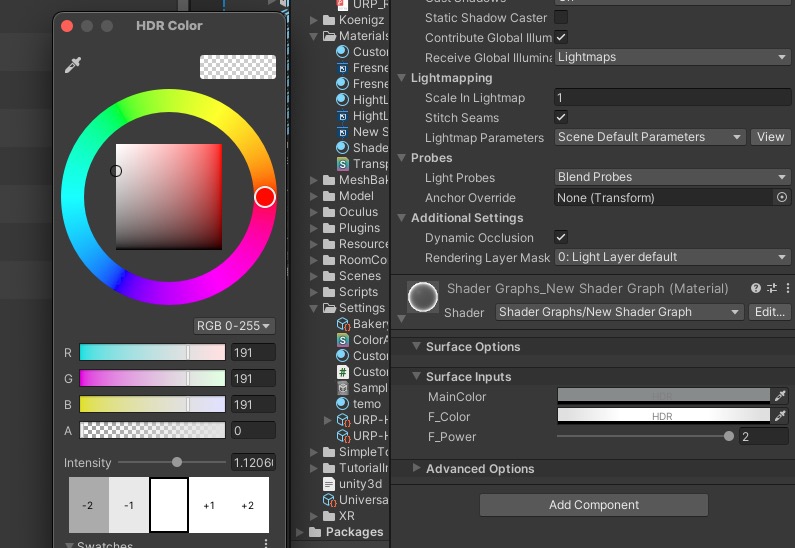 HDR Color
RGB 0-255
R 191
G 191
B 191
A 0
Intensity 1.1206
-2 -1 +1 +2
Swatches
URP_R
Koenigz
Materials
Custo
Fresne
Fresne
HightL
HightL
New S
Shade
Transp
MeshBak
Model
Oculus
Plugins
Resource
RoomCo
Scenes
Scripts
Settings
Bakery
ColorA
Custo
Custo
Sampl
temo
URP-H
URP-H
SimpleTo
TutorialIn
unity3d
Universa
XR
Packages
Static Shadow Caster
Contribute Global Illum
Receive Global Illumina Lightmaps
Lightmapping
Scale In Lightmap 1
Stitch Seams
Lightmap Parameters Scene Default Parameters View
Probes
Light Probes Blend Probes
Anchor Override None (Transform)
Additional Settings
Dynamic Occlusion
Rendering Layer Mask 0: Light Layer default
Shader Graphs_New Shader Graph (Material)
Shader Shader Graphs/New Shader Graph Edit...
Surface Options
Surface Inputs
MainColor HDR
F_Color HDR
F_Power 2
Advanced Options
Add Component